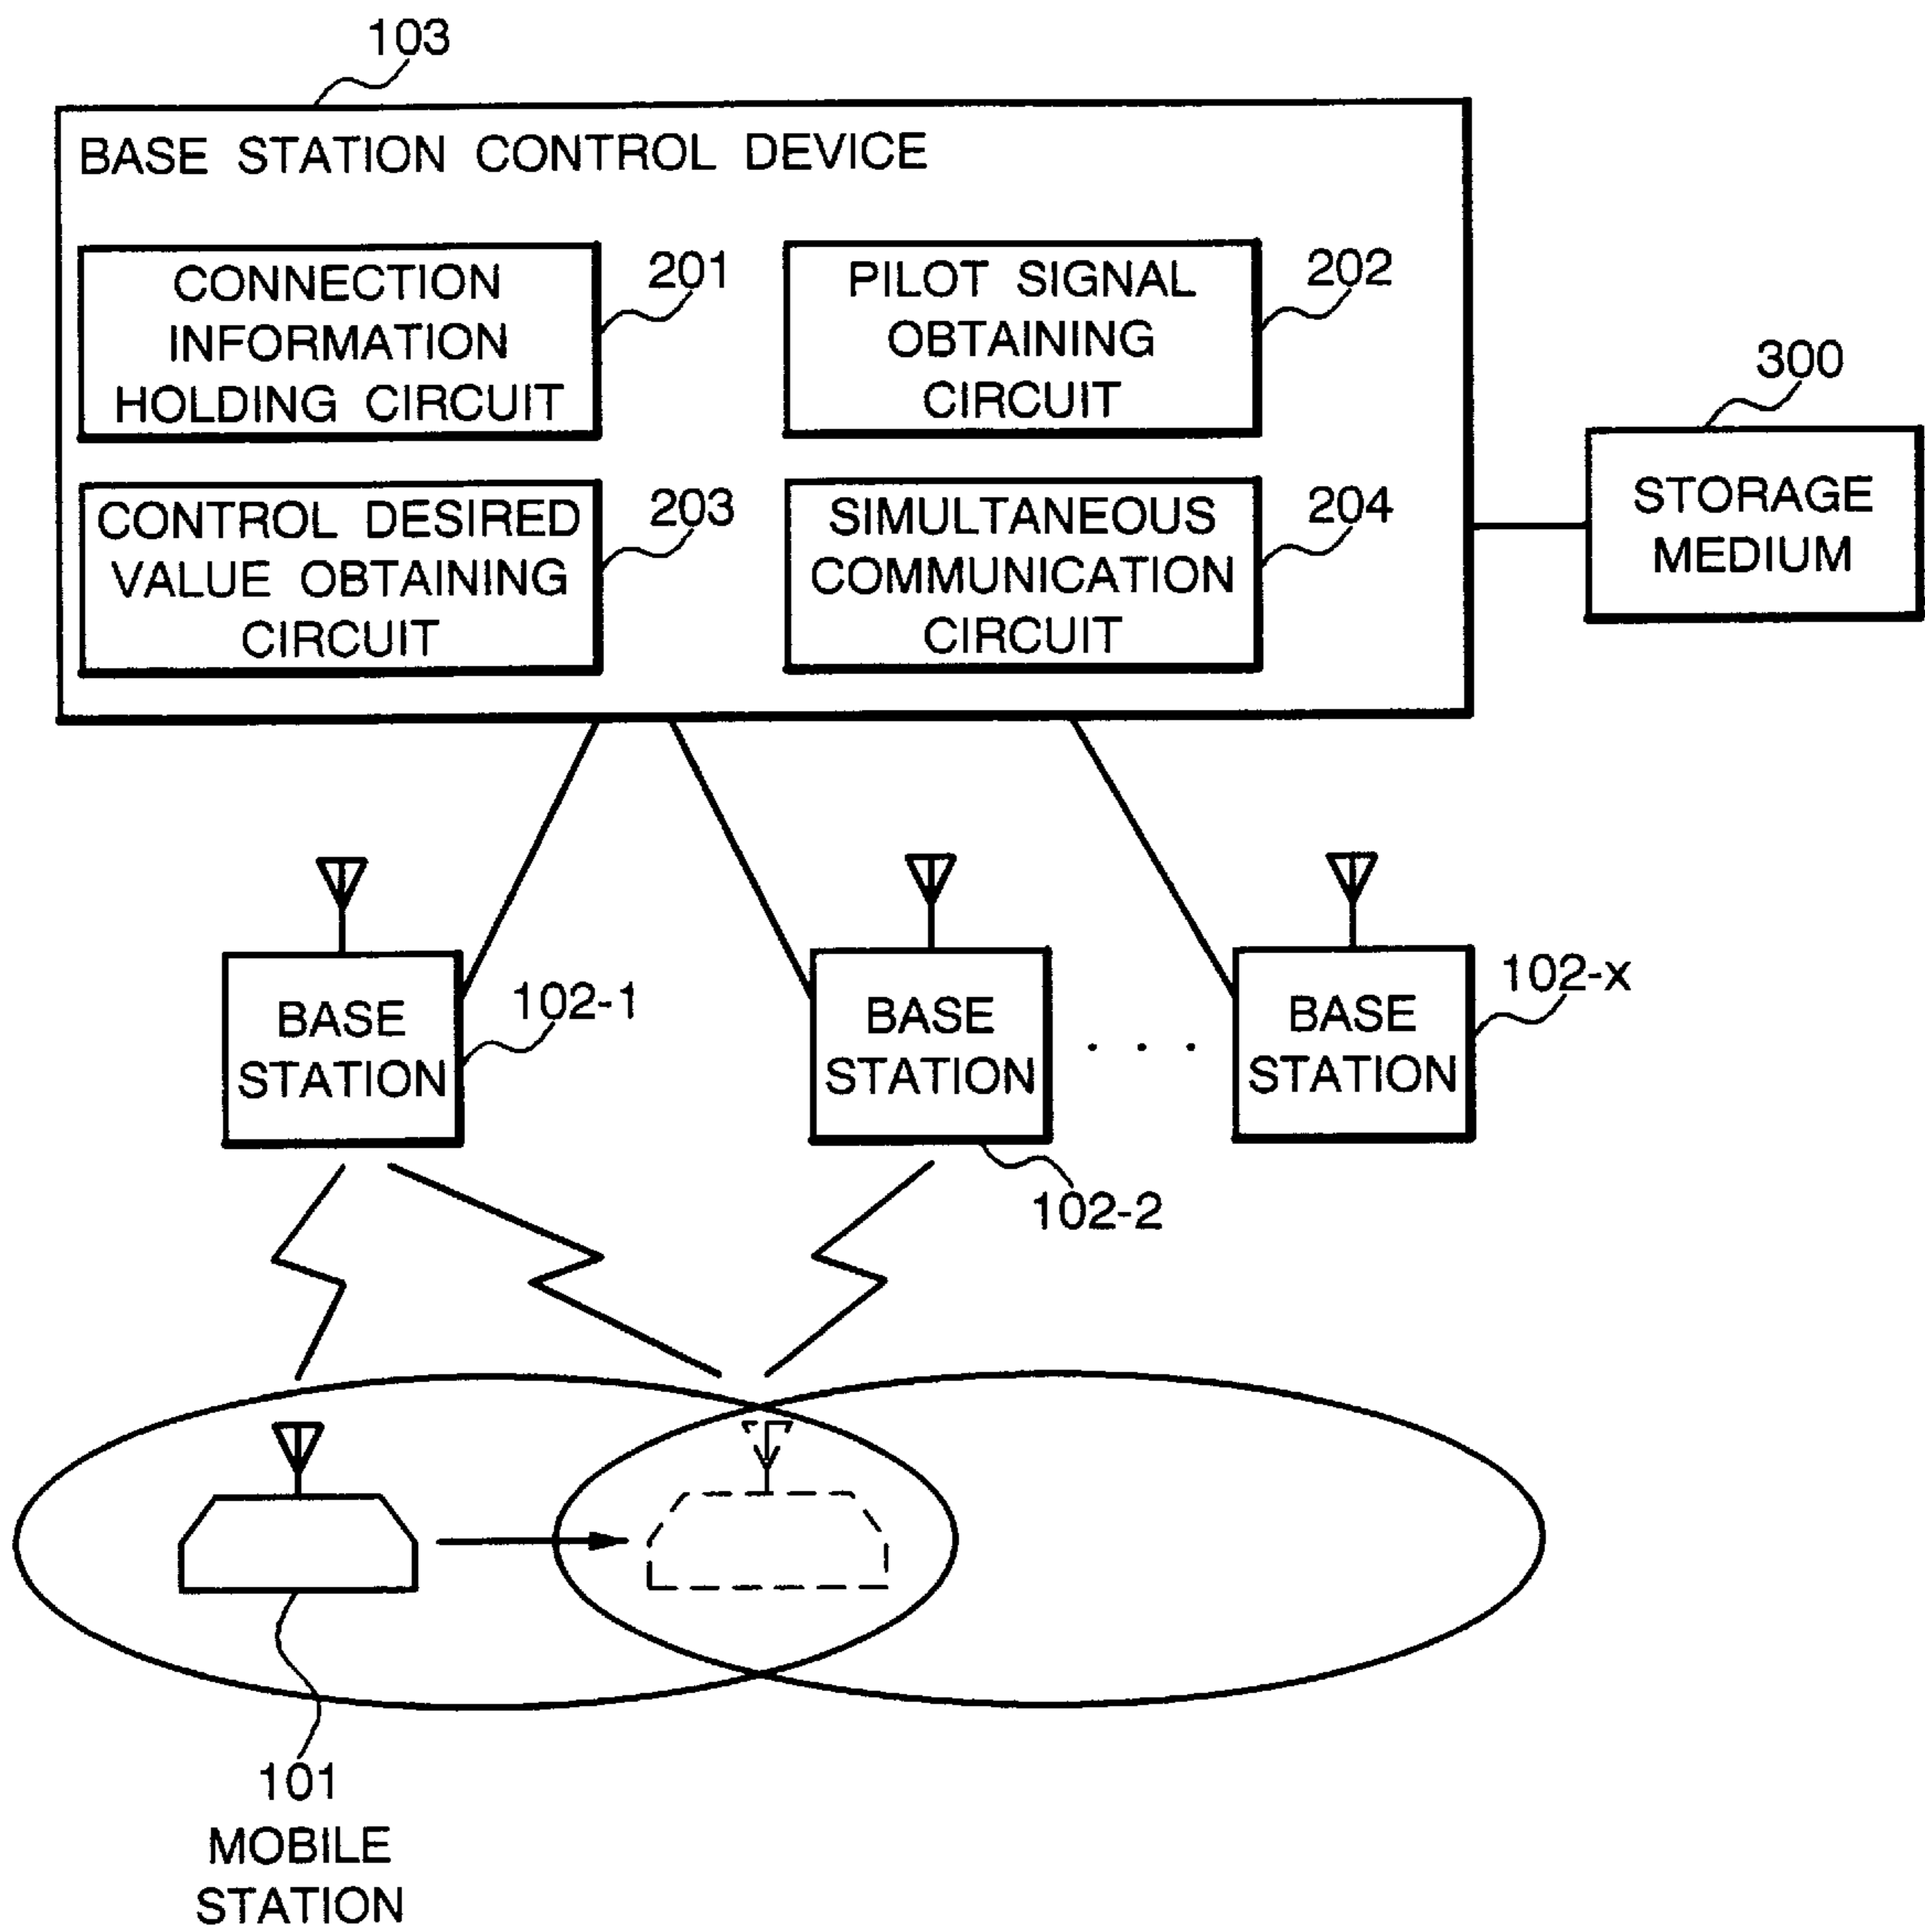 103
BASE STATION CONTROL DEVICE
CONNECTION
INFORMATION
HOLDING CIRCUIT
201
PILOT SIGNAL
OBTAINING
CIRCUIT
202
300
STORAGE
MEDIUM
CONTROL DESIRED
VALUE OBTAINING
CIRCUIT
203
SIMULTANEOUS
COMMUNICATION
CIRCUIT
204
BASE
STATION
102-1
BASE
STATION
102-2
. . .
BASE
STATION
102-x
101
MOBILE
STATION